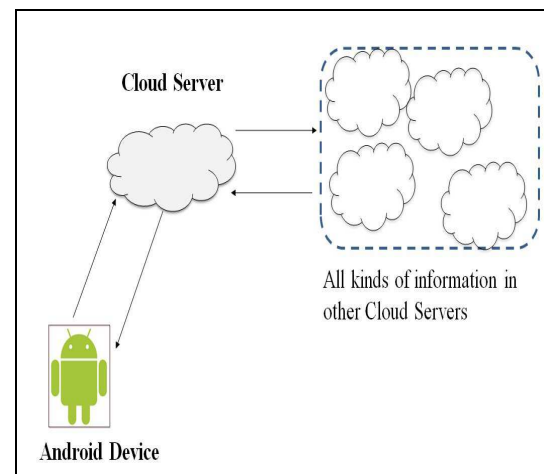 Cloud Server
All kinds of information in
other Cloud Servers
Android Device